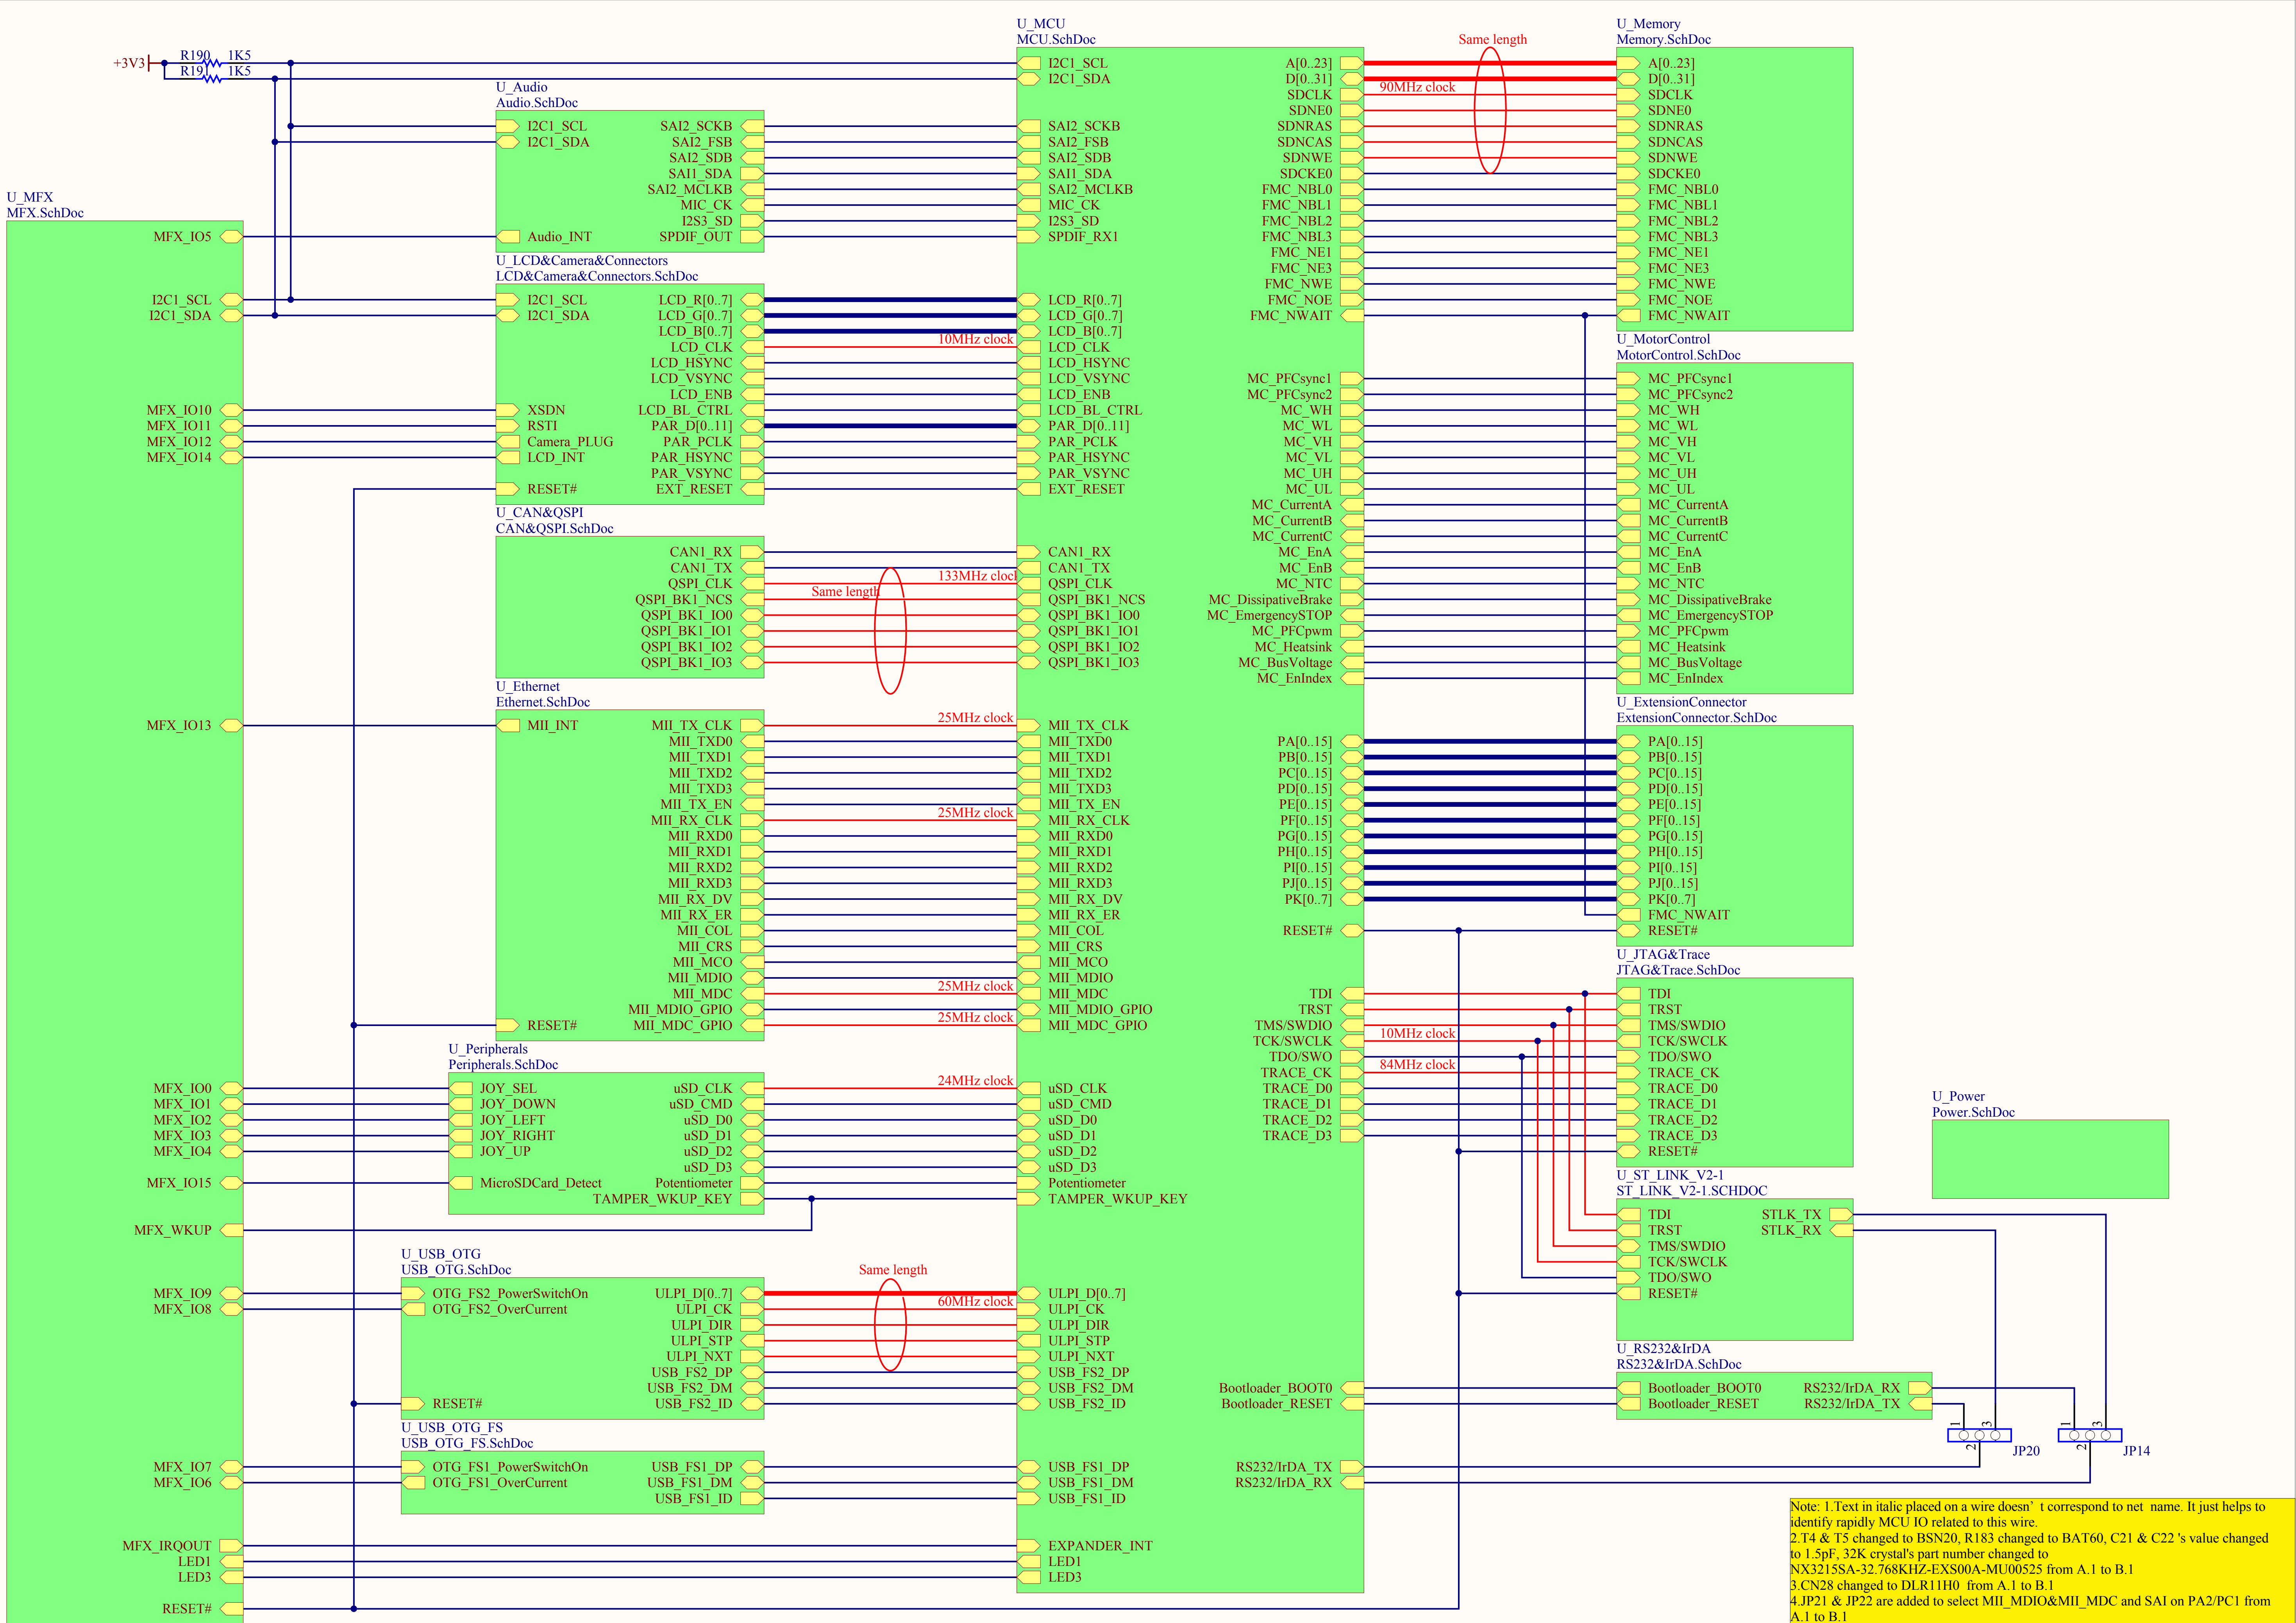 +3V3
R190 1K5
R191 1K5
U_MFX
MFX.SchDoc
MFX_IO5
I2C1_SCL
I2C1_SDA
MFX_IO10
MFX_IO11
MFX_IO12
MFX_IO14
MFX_IO13
MFX_IO0
MFX_IO1
MFX_IO2
MFX_IO3
MFX_IO4
MFX_IO15
MFX_WKUP
MFX_IO9
MFX_IO8
MFX_IO7
MFX_IO6
MFX_IRQOUT
LED1
LED3
RESET#
U_Audio
Audio.SchDoc
I2C1_SCL SAI2_SCKB
I2C1_SDA SAI2_FSB
SAI2_SDB
SAI1_SDA
SAI2_MCLKB
MIC_CK
I2S3_SD
Audio_INT SPDIF_OUT
U_LCD&Camera&Connectors
LCD&Camera&Connectors.SchDoc
I2C1_SCL LCD_R[0..7]
I2C1_SDA LCD_G[0..7]
LCD_B[0..7]
LCD_CLK 10MHz clock
LCD_HSYNC
LCD_VSYNC
LCD_ENB
XSDN LCD_BL_CTRL
RSTI PAR_D[0..11]
Camera_PLUG PAR_PCLK
LCD_INT PAR_HSYNC
PAR_VSYNC
RESET# EXT_RESET
U_CAN&QSPI
CAN&QSPI.SchDoc
CAN1_RX
CAN1_TX
QSPI_CLK 133MHz clock
Same length
QSPI_BK1_NCS
QSPI_BK1_IO0
QSPI_BK1_IO1
QSPI_BK1_IO2
QSPI_BK1_IO3
U_Ethernet
Ethernet.SchDoc
MII_INT MII_TX_CLK 25MHz clock
MII_TXD0
MII_TXD1
MII_TXD2
MII_TXD3
MII_TX_EN
MII_RX_CLK 25MHz clock
MII_RXD0
MII_RXD1
MII_RXD2
MII_RXD3
MII_RX_DV
MII_RX_ER
MII_COL
MII_CRS
MII_MCO
MII_MDIO
MII_MDC 25MHz clock
MII_MDIO_GPIO
RESET# MII_MDC_GPIO 25MHz clock
U_Peripherals
Peripherals.SchDoc
JOY_SEL uSD_CLK 24MHz clock
JOY_DOWN uSD_CMD
JOY_LEFT uSD_D0
JOY_RIGHT uSD_D1
JOY_UP uSD_D2
uSD_D3
MicroSDCard_Detect Potentiometer
TAMPER_WKUP_KEY
U_USB_OTG
USB_OTG.SchDoc
Same length
OTG_FS2_PowerSwitchOn ULPI_D[0..7]
OTG_FS2_OverCurrent ULPI_CK 60MHz clock
ULPI_DIR
ULPI_STP
ULPI_NXT
USB_FS2_DP
USB_FS2_DM
RESET# USB_FS2_ID
U_USB_OTG_FS
USB_OTG_FS.SchDoc
OTG_FS1_PowerSwitchOn USB_FS1_DP
OTG_FS1_OverCurrent USB_FS1_DM
USB_FS1_ID
U_MCU
MCU.SchDoc
I2C1_SCL
I2C1_SDA
SAI2_SCKB
SAI2_FSB
SAI2_SDB
SAI1_SDA
SAI2_MCLKB
MIC_CK
I2S3_SD
SPDIF_RX1
LCD_R[0..7]
LCD_G[0..7]
LCD_B[0..7]
LCD_CLK
LCD_HSYNC
LCD_VSYNC
LCD_ENB
LCD_BL_CTRL
PAR_D[0..11]
PAR_PCLK
PAR_HSYNC
PAR_VSYNC
EXT_RESET
CAN1_RX
CAN1_TX
QSPI_CLK
QSPI_BK1_NCS
QSPI_BK1_IO0
QSPI_BK1_IO1
QSPI_BK1_IO2
QSPI_BK1_IO3
MII_TX_CLK
MII_TXD0
MII_TXD1
MII_TXD2
MII_TXD3
MII_TX_EN
MII_RX_CLK
MII_RXD0
MII_RXD1
MII_RXD2
MII_RXD3
MII_RX_DV
MII_RX_ER
MII_COL
MII_CRS
MII_MCO
MII_MDIO
MII_MDC
MII_MDIO_GPIO
MII_MDC_GPIO
uSD_CLK
uSD_CMD
uSD_D0
uSD_D1
uSD_D2
uSD_D3
Potentiometer
TAMPER_WKUP_KEY
ULPI_D[0..7]
ULPI_CK
ULPI_DIR
ULPI_STP
ULPI_NXT
USB_FS2_DP
USB_FS2_DM
USB_FS2_ID
USB_FS1_DP
USB_FS1_DM
USB_FS1_ID
EXPANDER_INT
LED1
LED3
A[0..23]
D[0..31]
SDCLK
SDNE0
SDNRAS
SDNCAS
SDNWE
SDCKE0
FMC_NBL0
FMC_NBL1
FMC_NBL2
FMC_NBL3
FMC_NE1
FMC_NE3
FMC_NWE
FMC_NOE
FMC_NWAIT
MC_PFCsync1
MC_PFCsync2
MC_WH
MC_WL
MC_VH
MC_VL
MC_UH
MC_UL
MC_CurrentA
MC_CurrentB
MC_CurrentC
MC_EnA
MC_EnB
MC_NTC
MC_DissipativeBrake
MC_EmergencySTOP
MC_PFCpwm
MC_Heatsink
MC_BusVoltage
MC_EnIndex
PA[0..15]
PB[0..15]
PC[0..15]
PD[0..15]
PE[0..15]
PF[0..15]
PG[0..15]
PH[0..15]
PI[0..15]
PJ[0..15]
PK[0..7]
RESET#
TDI
TRST
TMS/SWDIO
TCK/SWCLK
TDO/SWO
TRACE_CK
TRACE_D0
TRACE_D1
TRACE_D2
TRACE_D3
Bootloader_BOOT0
Bootloader_RESET
RS232/IrDA_TX
RS232/IrDA_RX
Same length
90MHz clock
10MHz clock
84MHz clock
U_Memory
Memory.SchDoc
A[0..23]
D[0..31]
SDCLK
SDNE0
SDNRAS
SDNCAS
SDNWE
SDCKE0
FMC_NBL0
FMC_NBL1
FMC_NBL2
FMC_NBL3
FMC_NE1
FMC_NE3
FMC_NWE
FMC_NOE
FMC_NWAIT
U_MotorControl
MotorControl.SchDoc
MC_PFCsync1
MC_PFCsync2
MC_WH
MC_WL
MC_VH
MC_VL
MC_UH
MC_UL
MC_CurrentA
MC_CurrentB
MC_CurrentC
MC_EnA
MC_EnB
MC_NTC
MC_DissipativeBrake
MC_EmergencySTOP
MC_PFCpwm
MC_Heatsink
MC_BusVoltage
MC_EnIndex
U_ExtensionConnector
ExtensionConnector.SchDoc
PA[0..15]
PB[0..15]
PC[0..15]
PD[0..15]
PE[0..15]
PF[0..15]
PG[0..15]
PH[0..15]
PI[0..15]
PJ[0..15]
PK[0..7]
FMC_NWAIT
RESET#
U_JTAG&Trace
JTAG&Trace.SchDoc
TDI
TRST
TMS/SWDIO
TCK/SWCLK
TDO/SWO
TRACE_CK
TRACE_D0
TRACE_D1
TRACE_D2
TRACE_D3
RESET#
U_ST_LINK_V2-1
ST_LINK_V2-1.SCHDOC
TDI STLK_TX
TRST STLK_RX
TMS/SWDIO
TCK/SWCLK
TDO/SWO
RESET#
U_RS232&IrDA
RS232&IrDA.SchDoc
Bootloader_BOOT0 RS232/IrDA_RX
Bootloader_RESET RS232/IrDA_TX
U_Power
Power.SchDoc
1 3
2
JP20
1 3
2
JP14
Note: 1.Text in italic placed on a wire doesn’ t correspond to net name. It just helps to
identify rapidly MCU IO related to this wire.
2.T4 & T5 changed to BSN20, R183 changed to BAT60, C21 & C22 's value changed
to 1.5pF, 32K crystal's part number changed to
NX3215SA-32.768KHZ-EXS00A-MU00525 from A.1 to B.1
3.CN28 changed to DLR11H0 from A.1 to B.1
4.JP21 & JP22 are added to select MII_MDIO&MII_MDC and SAI on PA2/PC1 from
A.1 to B.1